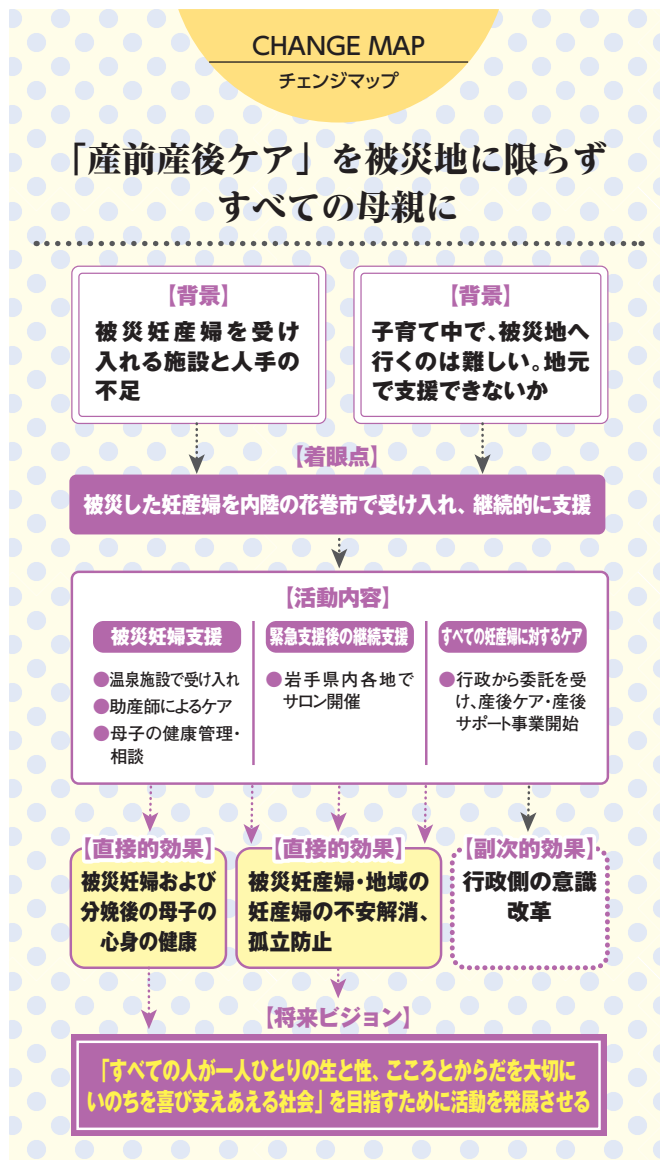 CHANGE MAP
チェンジマップ
「産前産後ケア」を被災地に限らず
すべての母親に
【背景】
被災妊産婦を受け
入れる施設と人手の
不足
【背景】
子育て中で、被災地へ
行くのは難しい。地元
で支援できないか
【着眼点】
被災した妊産婦を内陸の花巻市で受け入れ、継続的に支援
【活動内容】
被災妊婦支援
●温泉施設で受け入れ
●助産師によるケア
●母子の健康管理・
相談
緊急支援後の継続支援
●岩手県内各地で
サロン開催
すべての妊産婦に対するケア
●行政から委託を受
け、産後ケア・産後
サポート事業開始
【直接的効果】
被災妊婦および
分娩後の母子の
心身の健康
【直接的効果】
被災妊産婦・地域の
妊産婦の不安解消、
孤立防止
【副次的効果】
行政側の意識
改革
【将来ビジョン】
「すべての人が一人ひとりの生と性、こころとからだを大切に
いのちを喜び支えあえる社会」を目指すために活動を発展させる